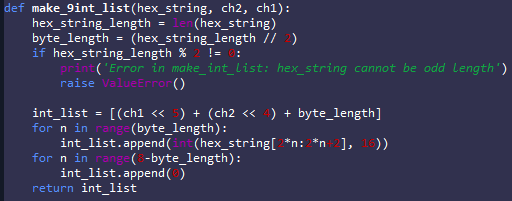 def make_9int_list(hex_string, ch2, ch1):
hex_string_length = len(hex_string)
byte_length = (hex_string_length // 2)
if hex_string_length % 2 != 0:
print('Error in make_int_list: hex_string cannot be odd length')
raise ValueError()
int_list = [(ch1 << 5) + (ch2 << 4) + byte_length]
for n in range(byte_length):
int_list.append(int(hex_string[2*n:2*n+2], 16))
for n in range(8-byte_length):
int_list.append(0)
return int_list